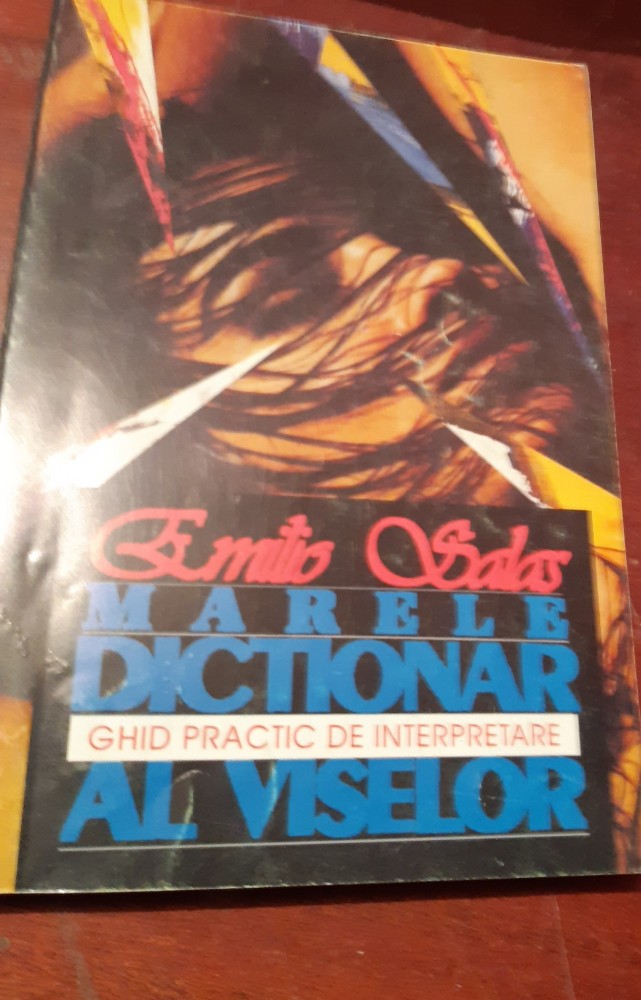 Emilio Salas
MARELE
DICTIONAR
GHID PRACTIC DE INTERPRETARE
AL VISELOR